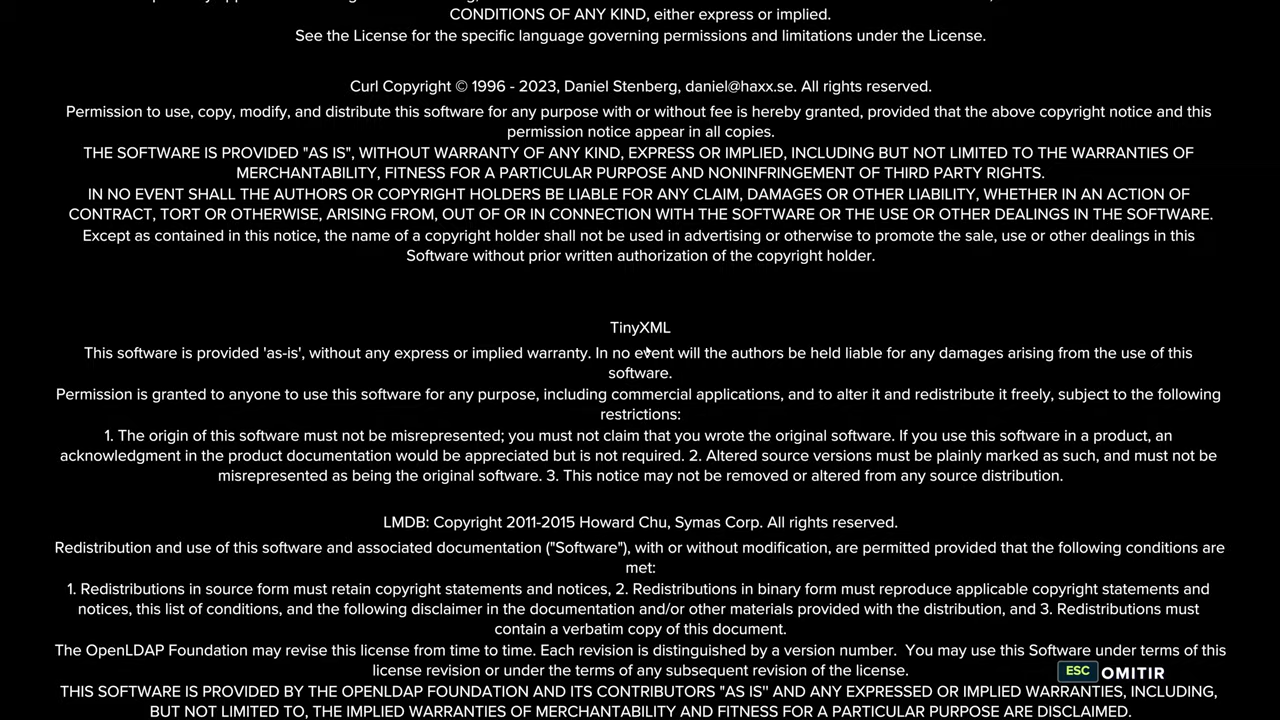 CONDITIONS OF ANY KIND, either express or implied.
See the License for the specific language governing permissions and limitations under the License.
Curl Copyright © 1996 - 2023, Daniel Stenberg, daniel@haxx.se. All rights reserved.
Permission to use, copy, modify, and distribute this software for any purpose with or without fee is hereby granted, provided that the above copyright notice and this
permission notice appear in all copies.
THE SOFTWARE IS PROVIDED "AS IS", WITHOUT WARRANTY OF ANY KIND, EXPRESS OR IMPLIED, INCLUDING BUT NOT LIMITED TO THE WARRANTIES OF
MERCHANTABILITY, FITNESS FOR A PARTICULAR PURPOSE AND NONINFRINGEMENT OF THIRD PARTY RIGHTS.
IN NO EVENT SHALL THE AUTHORS OR COPYRIGHT HOLDERS BE LIABLE FOR ANY CLAIM, DAMAGES OR OTHER LIABILITY, WHETHER IN AN ACTION OF
CONTRACT, TORT OR OTHERWISE, ARISING FROM, OUT OF OR IN CONNECTION WITH THE SOFTWARE OR THE USE OR OTHER DEALINGS IN THE SOFTWARE.
Except as contained in this notice, the name of a copyright holder shall not be used in advertising or otherwise to promote the sale, use or other dealings in this
Software without prior written authorization of the copyright holder.
TinyXML
This software is provided 'as-is', without any express or implied warranty. In no event will the authors be held liable for any damages arising from the use of this
software.
Permission is granted to anyone to use this software for any purpose, including commercial applications, and to alter it and redistribute it freely, subject to the following
restrictions:
1. The origin of this software must not be misrepresented; you must not claim that you wrote the original software. If you use this software in a product, an
acknowledgment in the product documentation would be appreciated but is not required. 2. Altered source versions must be plainly marked as such, and must not be
misrepresented as being the original software. 3. This notice may not be removed or altered from any source distribution.
LMDB: Copyright 2011-2015 Howard Chu, Symas Corp. All rights reserved.
Redistribution and use of this software and associated documentation ("Software"), with or without modification, are permitted provided that the following conditions are
met:
1. Redistributions in source form must retain copyright statements and notices, 2. Redistributions in binary form must reproduce applicable copyright statements and
notices, this list of conditions, and the following disclaimer in the documentation and/or other materials provided with the distribution, and 3. Redistributions must
contain a verbatim copy of this document.
The OpenLDAP Foundation may revise this license from time to time. Each revision is distinguished by a version number.  You may use this Software under terms of this
license revision or under the terms of any subsequent revision of the license.
ESC OMITIR
THIS SOFTWARE IS PROVIDED BY THE OPENLDAP FOUNDATION AND ITS CONTRIBUTORS "AS IS" AND ANY EXPRESSED OR IMPLIED WARRANTIES, INCLUDING,
BUT NOT LIMITED TO, THE IMPLIED WARRANTIES OF MERCHANTABILITY AND FITNESS FOR A PARTICULAR PURPOSE ARE DISCLAIMED.